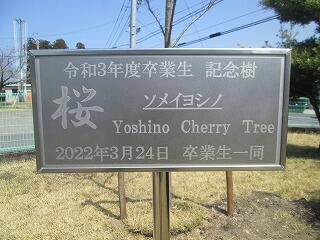 令和3年度卒業生 記念樹
桜 ソメイヨシノ
Yoshino Cherry Tree
2022年3月24日 卒業生一同